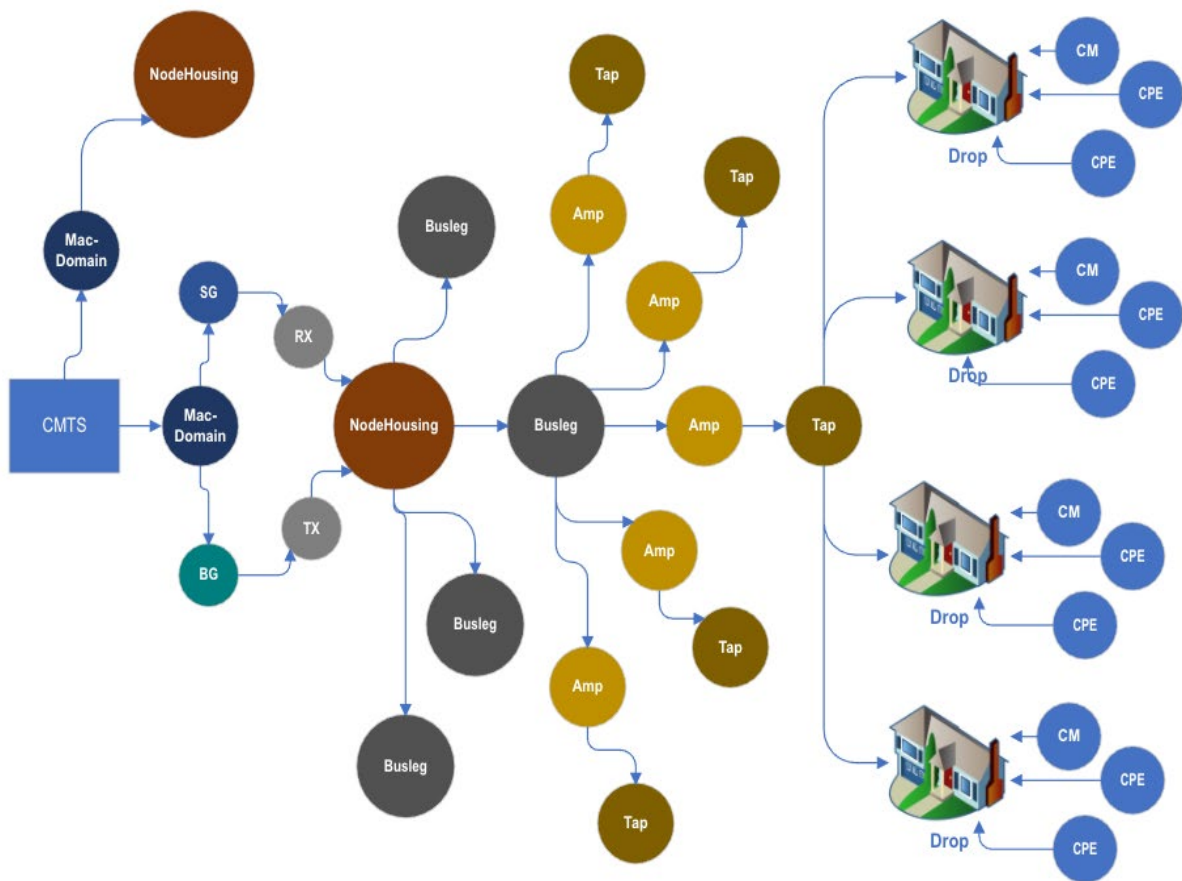 NodeHousing
Tap
CM
CPE
Drop
CPE
Tap
Amp
Busleg
Mac-
Domain
SG
RX
Amp
CM
CPE
Drop
CPE
CMTS
Mac-
Domain
NodeHousing
Busleg
Amp
Tap
TX
BG
Amp
CM
CPE
Drop
CPE
Busleg
Tap
Amp
Busleg
Tap
CM
CPE
Drop
CPE